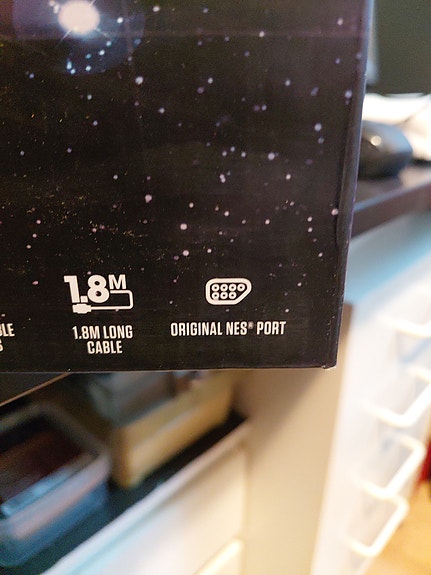 1.8M
1.8M LONG
CABLE
ORIGINAL NES® PORT